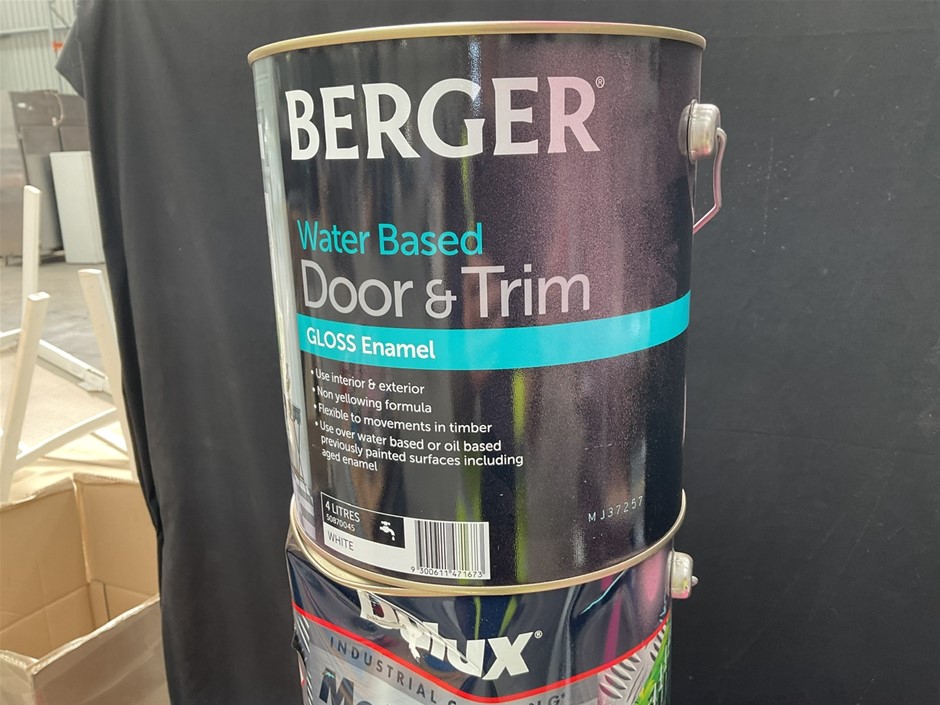 BERGER®
Water Based
Door & Trim
GLOSS Enamel
• Use interior & exterior
• Non yellowing formula
• Flexible to movements in timber
• Use over water based or oil based
previously painted surfaces including
aged enamel
4 LITRES
50870045
WHITE
9 300611 471673
MJ37257
Dulux®
INDUSTRIAL